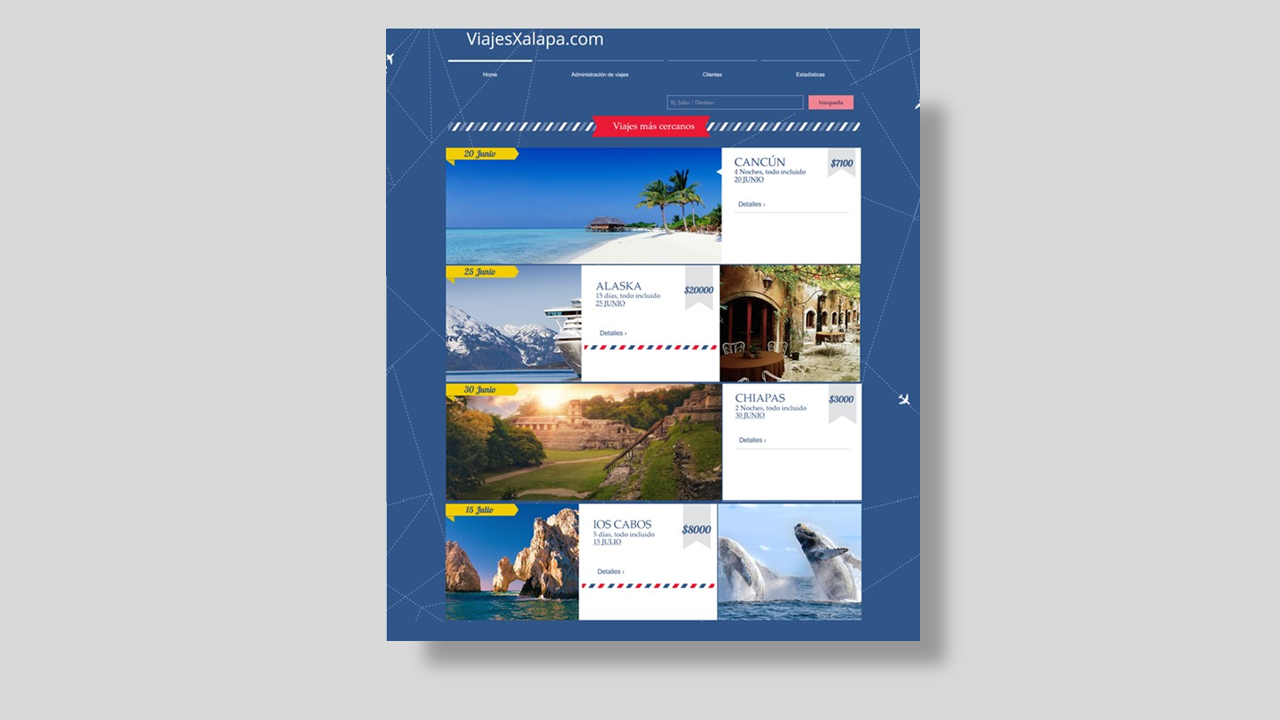 ViajesXalapa.com
Home Administración de viajes Clientes Estadísticas
Ej. Julio / Destino búsqueda
Viajes más cercanos
20 Junio
CANCÚN
$7100
4 Noches, todo incluido
20 JUNIO
Detalles ›
25 Junio
ALASKA
$20000
15 días, todo incluido
25 JUNIO
Detalles ›
30 Junio
CHIAPAS
$3000
2 Noches, todo incluido
30 JUNIO
Detalles ›
15 Julio
lOS CABOS
$8000
5 días, todo incluido
15 JULIO
Detalles ›